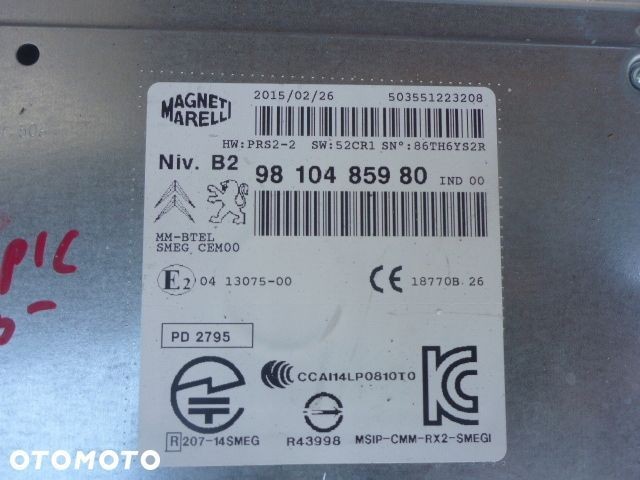 MAGNETI MARELLI
2015/02/26 503551223208
HW:PRS2-2 SW:52CR1 SN°:86TH6YS2R
Niv. B2 98 104 859 80 IND 00
MM-BTEL
SMEG CEM00
E2 04 13075-00 CE 18770B.26
PD 2795
CCAI14LP0810T0
R 207-14SMEG R43998 MSIP-CMM-RX2-SMEGI
OTOMOTO